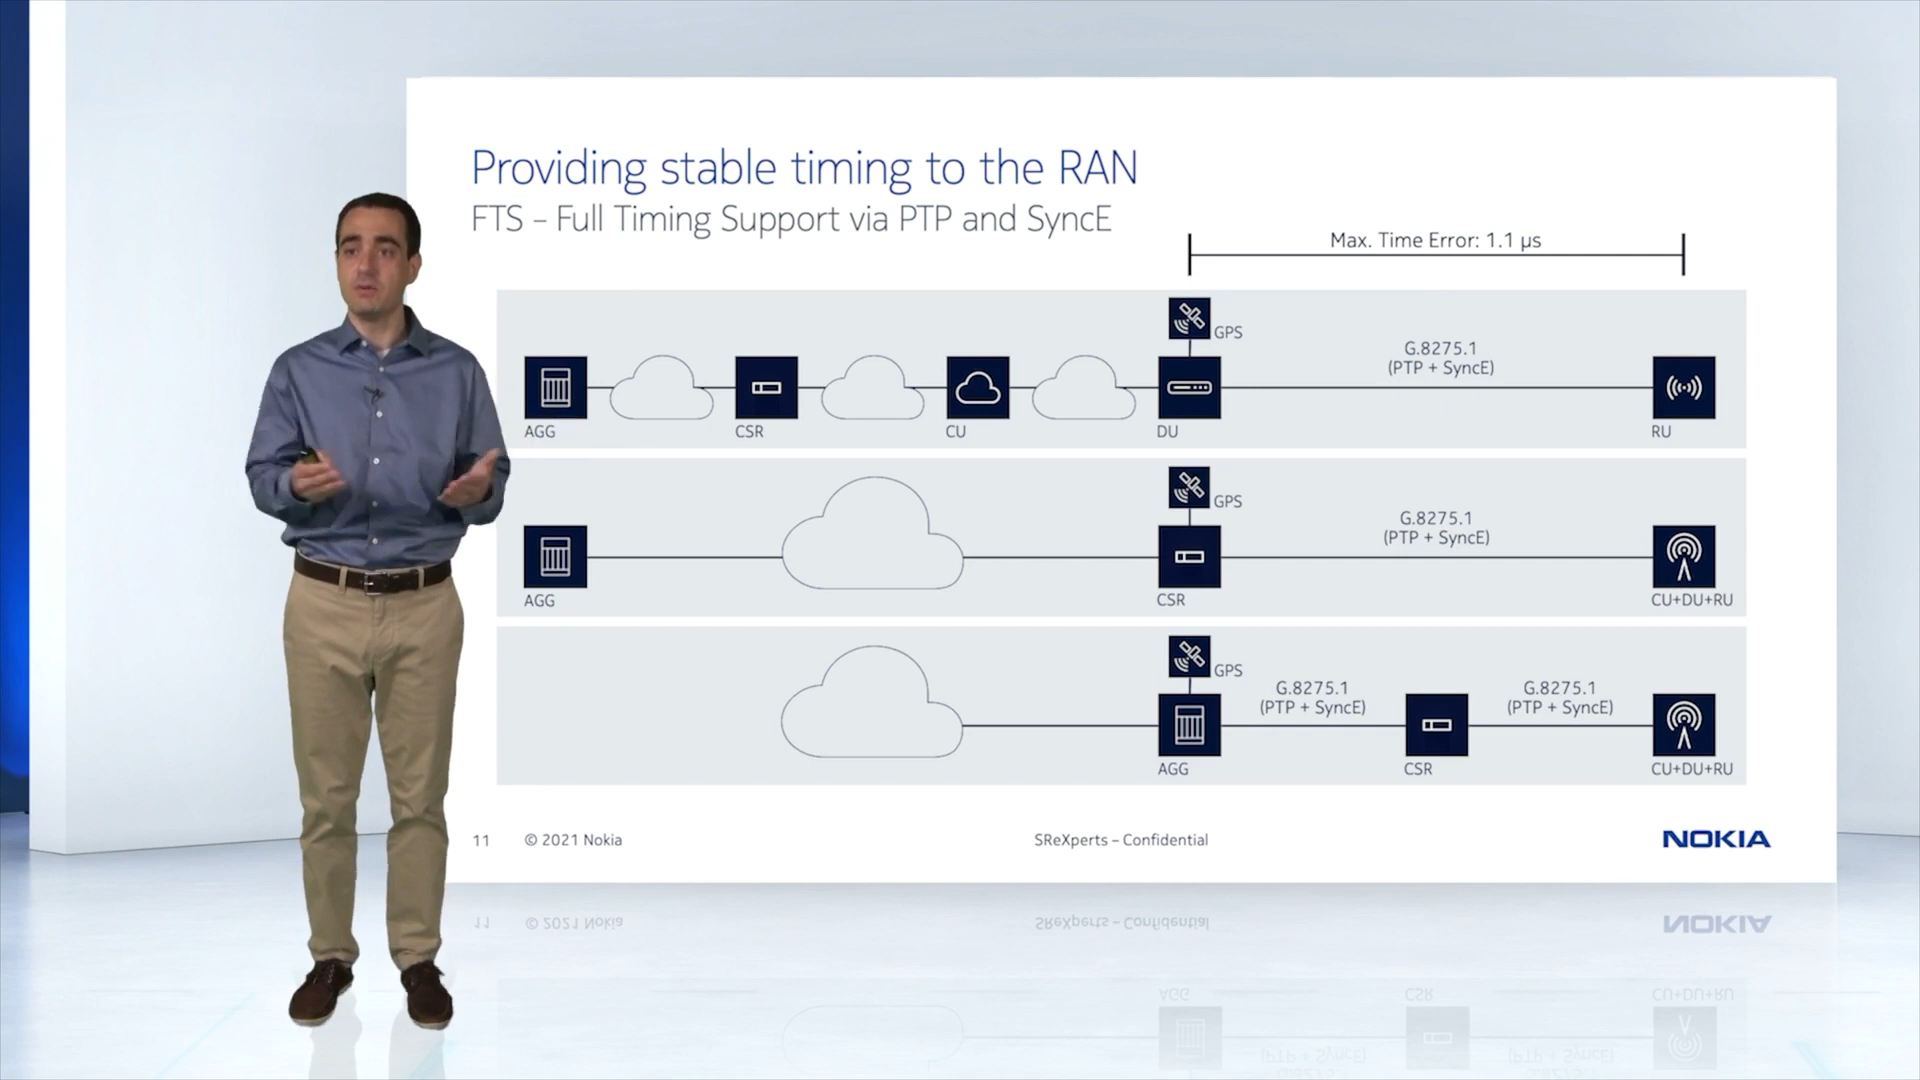 Providing stable timing to the RAN
FTS – Full Timing Support via PTP and SyncE
Max. Time Error: 1.1 µs
GPS
G.8275.1
(PTP + SyncE)
AGG
CSR
CU
DU
RU
GPS
G.8275.1
(PTP + SyncE)
AGG
CSR
CU+DU+RU
GPS
G.8275.1
(PTP + SyncE)
G.8275.1
(PTP + SyncE)
AGG
CSR
CU+DU+RU
11
© 2021 Nokia
SReXperts – Confidential
NOKIA